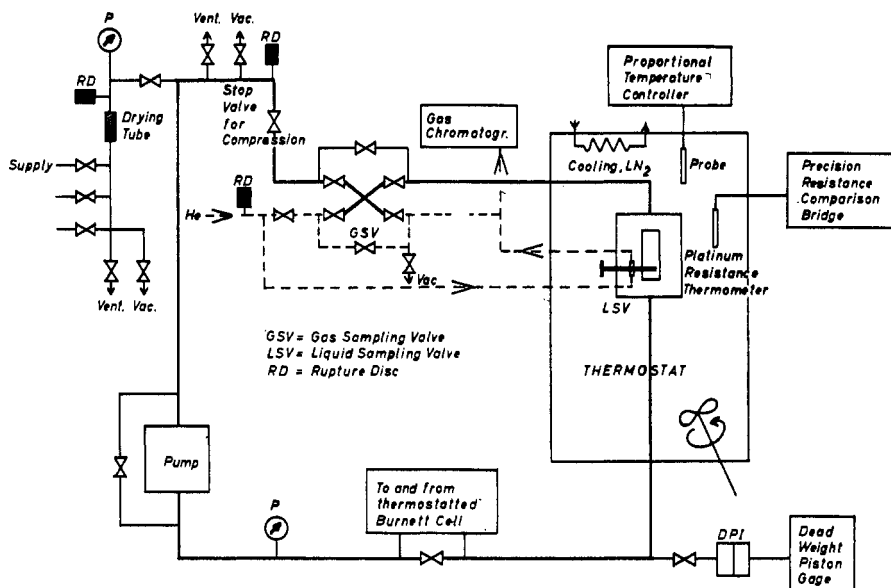 P
Vent. Vac.
RD
RD
Drying
Tube
Stop Valve
for
Compression
Supply
Vent. Vac.
Gas
Chromatogr.
Proportional
Temperature
Controller
Cooling, LN2
Probe
Precision
Resistance
Comparison
Bridge
RD
He
GSV
Vac.
Platinum
Resistance
Thermometer
LSV
GSV = Gas Sampling Valve
LSV = Liquid Sampling Valve
RD = Rupture Disc
THERMOSTAT
Pump
P
To and from
thermostatted
Burnett Cell
DPI
Dead
Weight
Piston
Gage